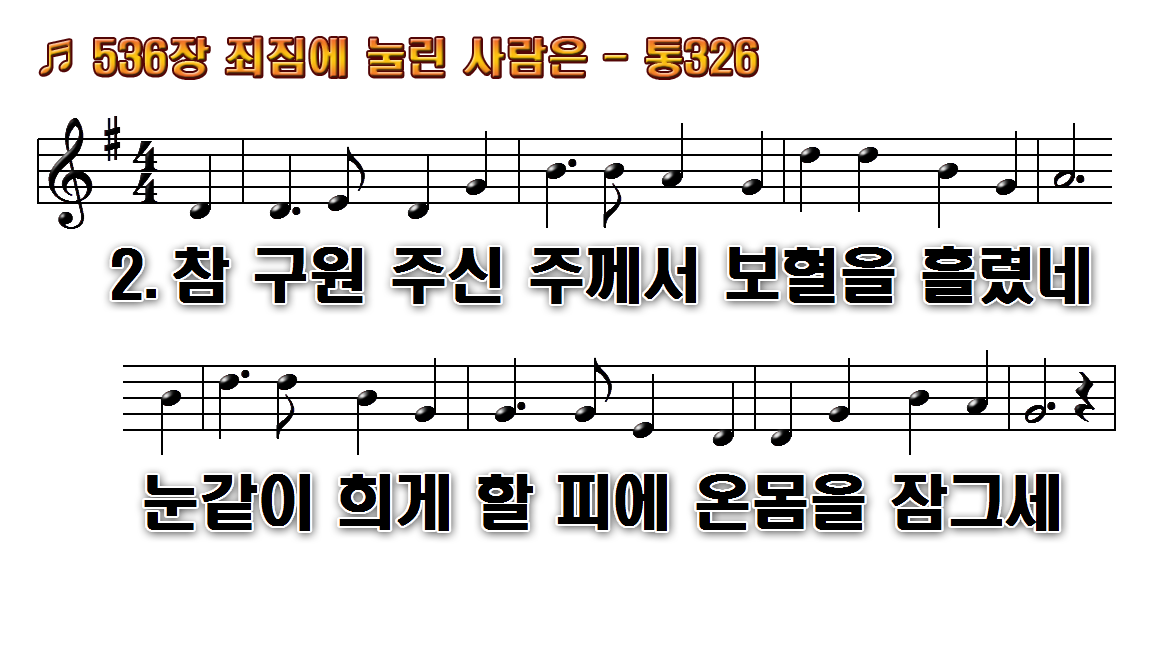 ♬ 536장 죄짐에 눌린 사람은 - 통326
4
4
2. 참 구원 주신 주께서 보혈을 흘렸네
눈같이 희게 할 피에 온몸을 잠그세